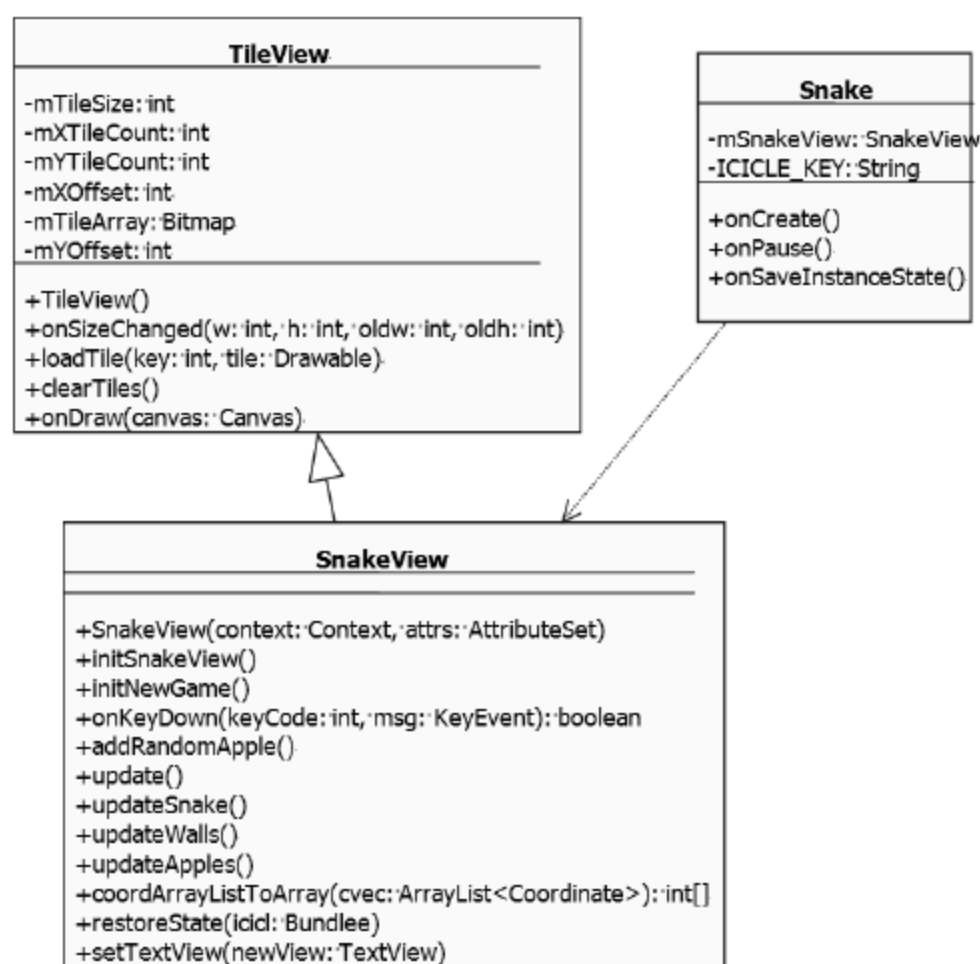 TileView
-mTileSize: int
-mXTileCount: int
-mYTileCount: int
-mXOffset: int
-mTileArray: Bitmap
-mYOffset: int
+TileView()
+onSizeChanged(w: int, h: int, oldw: int, oldh: int)
+loadTile(key: int, tile: Drawable)
+clearTiles()
+onDraw(canvas: Canvas)
Snake
-mSnakeView: SnakeView
-ICICLE_KEY: String
+onCreate()
+onPause()
+onSaveInstanceState()
SnakeView
+SnakeView(context: Context, attrs: AttributeSet)
+initSnakeView()
+initNewGame()
+onKeyDown(keyCode: int, msg: KeyEvent): boolean
+addRandomApple()
+update()
+updateSnake()
+updateWalls()
+updateApples()
+coordArrayListToArray(cvec: ArrayList<Coordinate>): int[]
+restoreState(icicl: Bundlee)
+setTextView(newView: TextView)